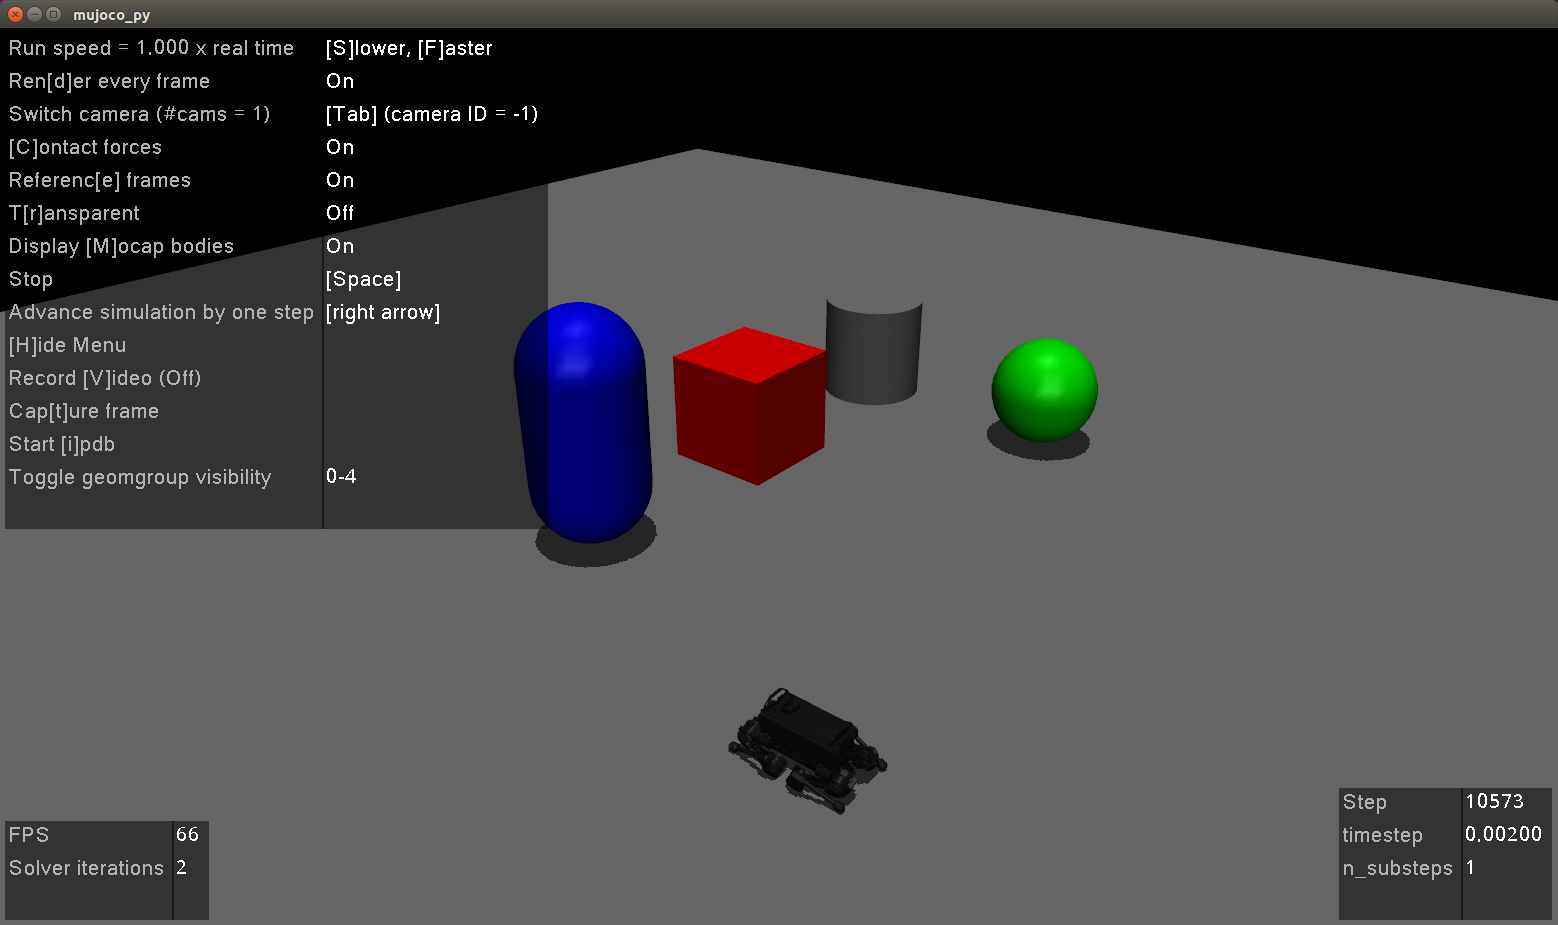 mujoco_py
Run speed = 1.000 x real time [S]lower, [F]aster
Ren[d]er every frame On
Switch camera (#cams = 1) [Tab] (camera ID = -1)
[C]ontact forces On
Referenc[e] frames On
T[r]ansparent Off
Display [M]ocap bodies On
Stop [Space]
Advance simulation by one step [right arrow]
[H]ide Menu
Record [V]ideo (Off)
Cap[t]ure frame
Start [i]pdb
Toggle geomgroup visibility 0-4
FPS 66
Solver iterations 2
Step 10573
timestep 0.00200
n_substeps 1